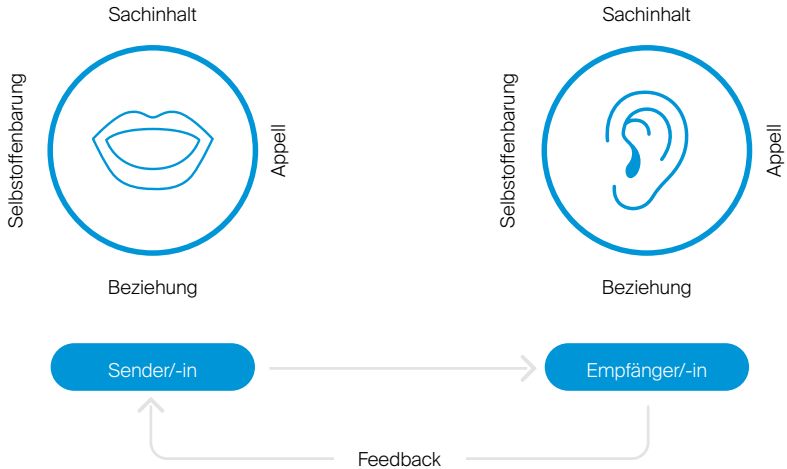 Sachinhalt
Selbstoffenbarung
Appell
Beziehung
Sachinhalt
Selbstoffenbarung
Appell
Beziehung
Sender/-in
Empfänger/-in
Feedback